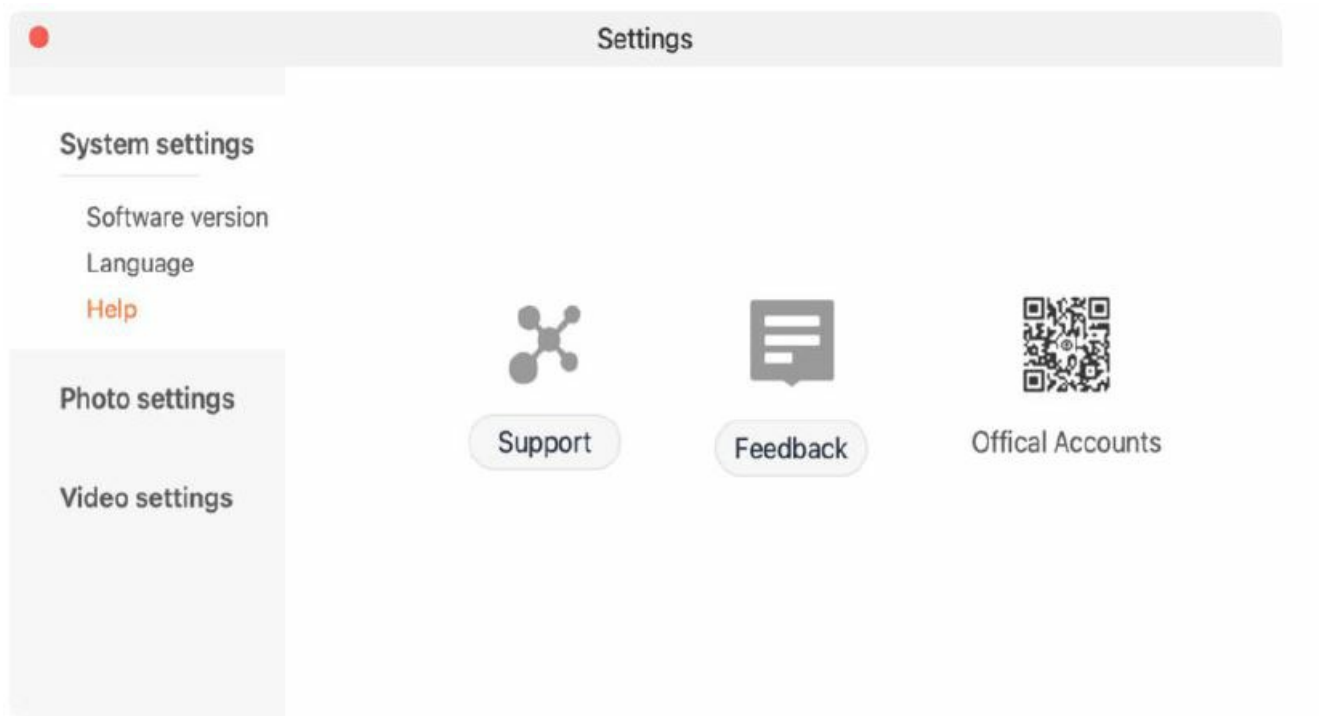 Settings
System settings
Software version
Language
Help
Photo settings
Video settings
Support
Feedback
Offical Accounts